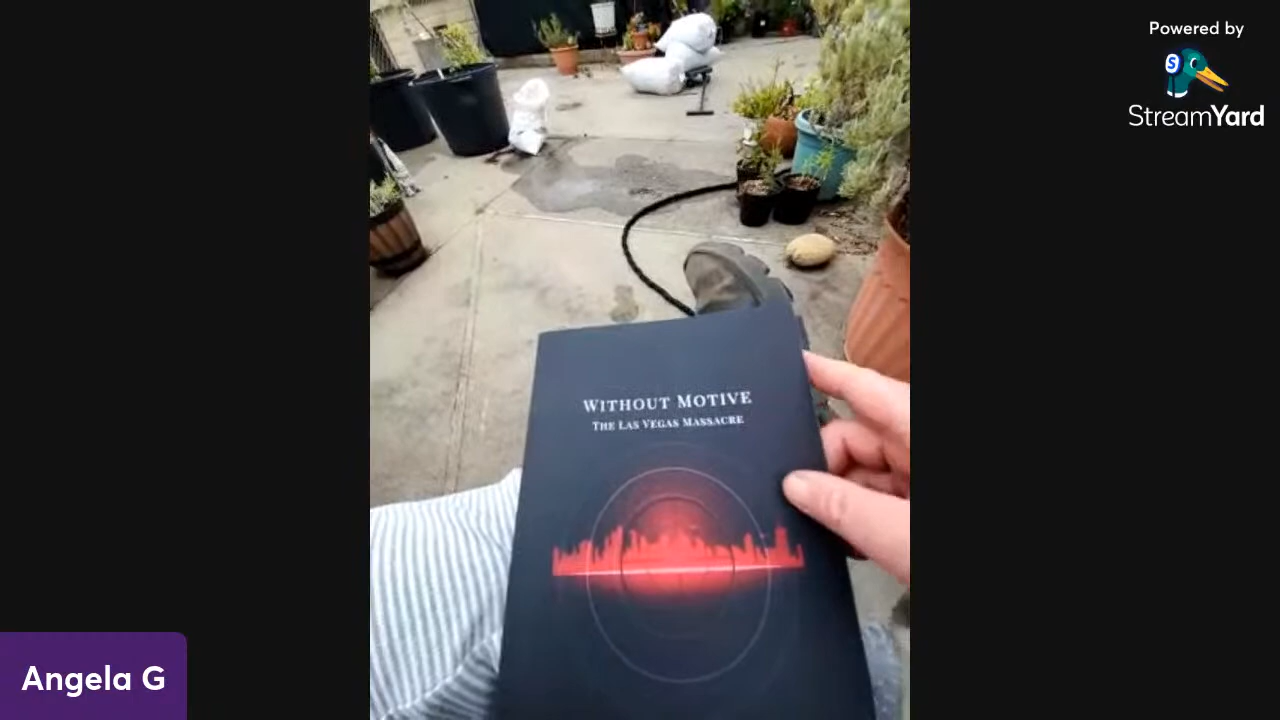 Powered by
StreamYard
WITHOUT MOTIVE
THE LAS VEGAS MASSACRE
Angela G